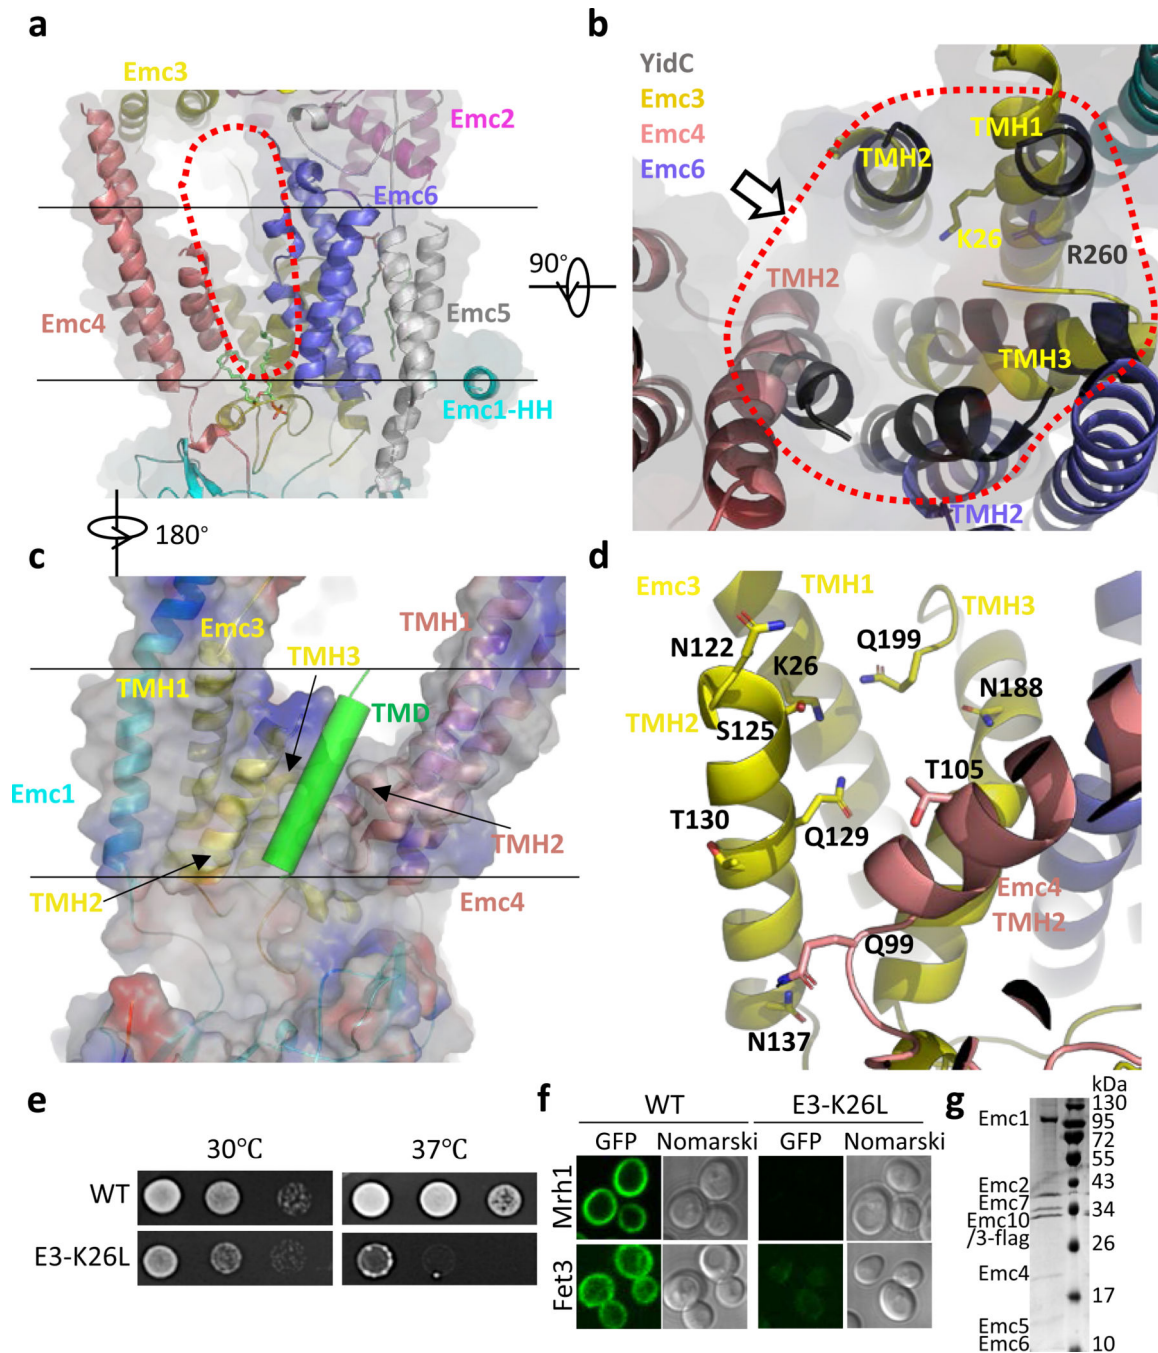 a
Emc3
Emc2
Emc6
Emc4
Emc5
Emc1-HH
90°
b
YidC
Emc3
Emc4
Emc6
TMH1
TMH2
K26
R260
TMH2
TMH3
TMH2
180°
c
Emc3
TMH1
TMH1
TMH3
TMD
Emc1
TMH2
TMH2
Emc4
d
Emc3
TMH1
TMH3
N122
Q199
K26
N188
TMH2
S125
T105
T130
Q129
Emc4
TMH2
Q99
N137
e
30°C
37°C
WT
E3-K26L
f
WT
E3-K26L
GFP
Nomarski
GFP
Nomarski
Mrh1
Fet3
g
kDa
Emc1
130
95
72
55
Emc2
43
Emc7
34
Emc10
/3-flag
26
Emc4
17
Emc5
Emc6
10